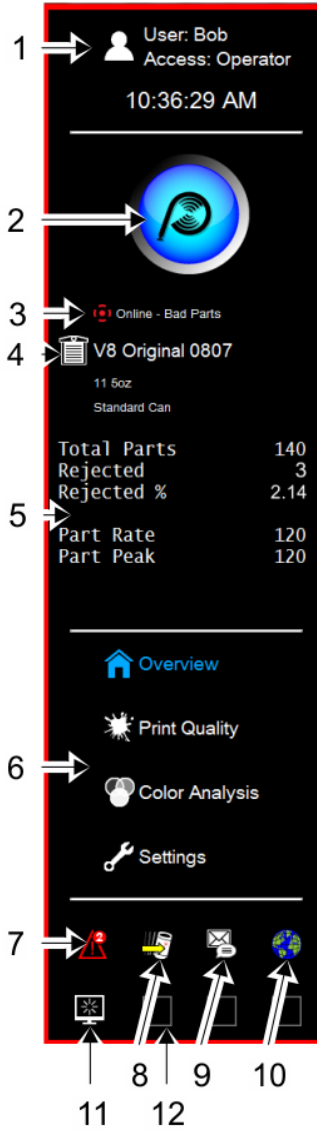 1
User: Bob
Access: Operator
10:36:29 AM
2
3
Online - Bad Parts
4
V8 Original 0807
11 5oz
Standard Can
Total Parts 140
Rejected 3
Rejected % 2.14
5
Part Rate 120
Part Peak 120
Overview
Print Quality
6
Color Analysis
Settings
7
2
8 9 10
11 12